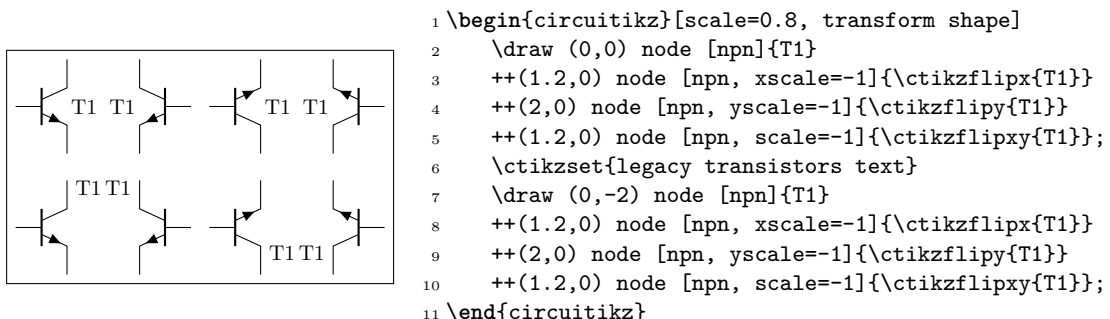 T1 T1 T1 T1
T1 T1
T1 T1
1 \begin{circuitikz}[scale=0.8, transform shape]
2     \draw (0,0) node [npn]{T1}
3     ++(1.2,0) node [npn, xscale=-1]{\ctikzflipx{T1}}
4     ++(2,0) node [npn, yscale=-1]{\ctikzflipy{T1}}
5     ++(1.2,0) node [npn, scale=-1]{\ctikzflipxy{T1}};
6     \ctikzset{legacy transistors text}
7     \draw (0,-2) node [npn]{T1}
8     ++(1.2,0) node [npn, xscale=-1]{\ctikzflipx{T1}}
9     ++(2,0) node [npn, yscale=-1]{\ctikzflipy{T1}}
10     ++(1.2,0) node [npn, scale=-1]{\ctikzflipxy{T1}};
11 \end{circuitikz}